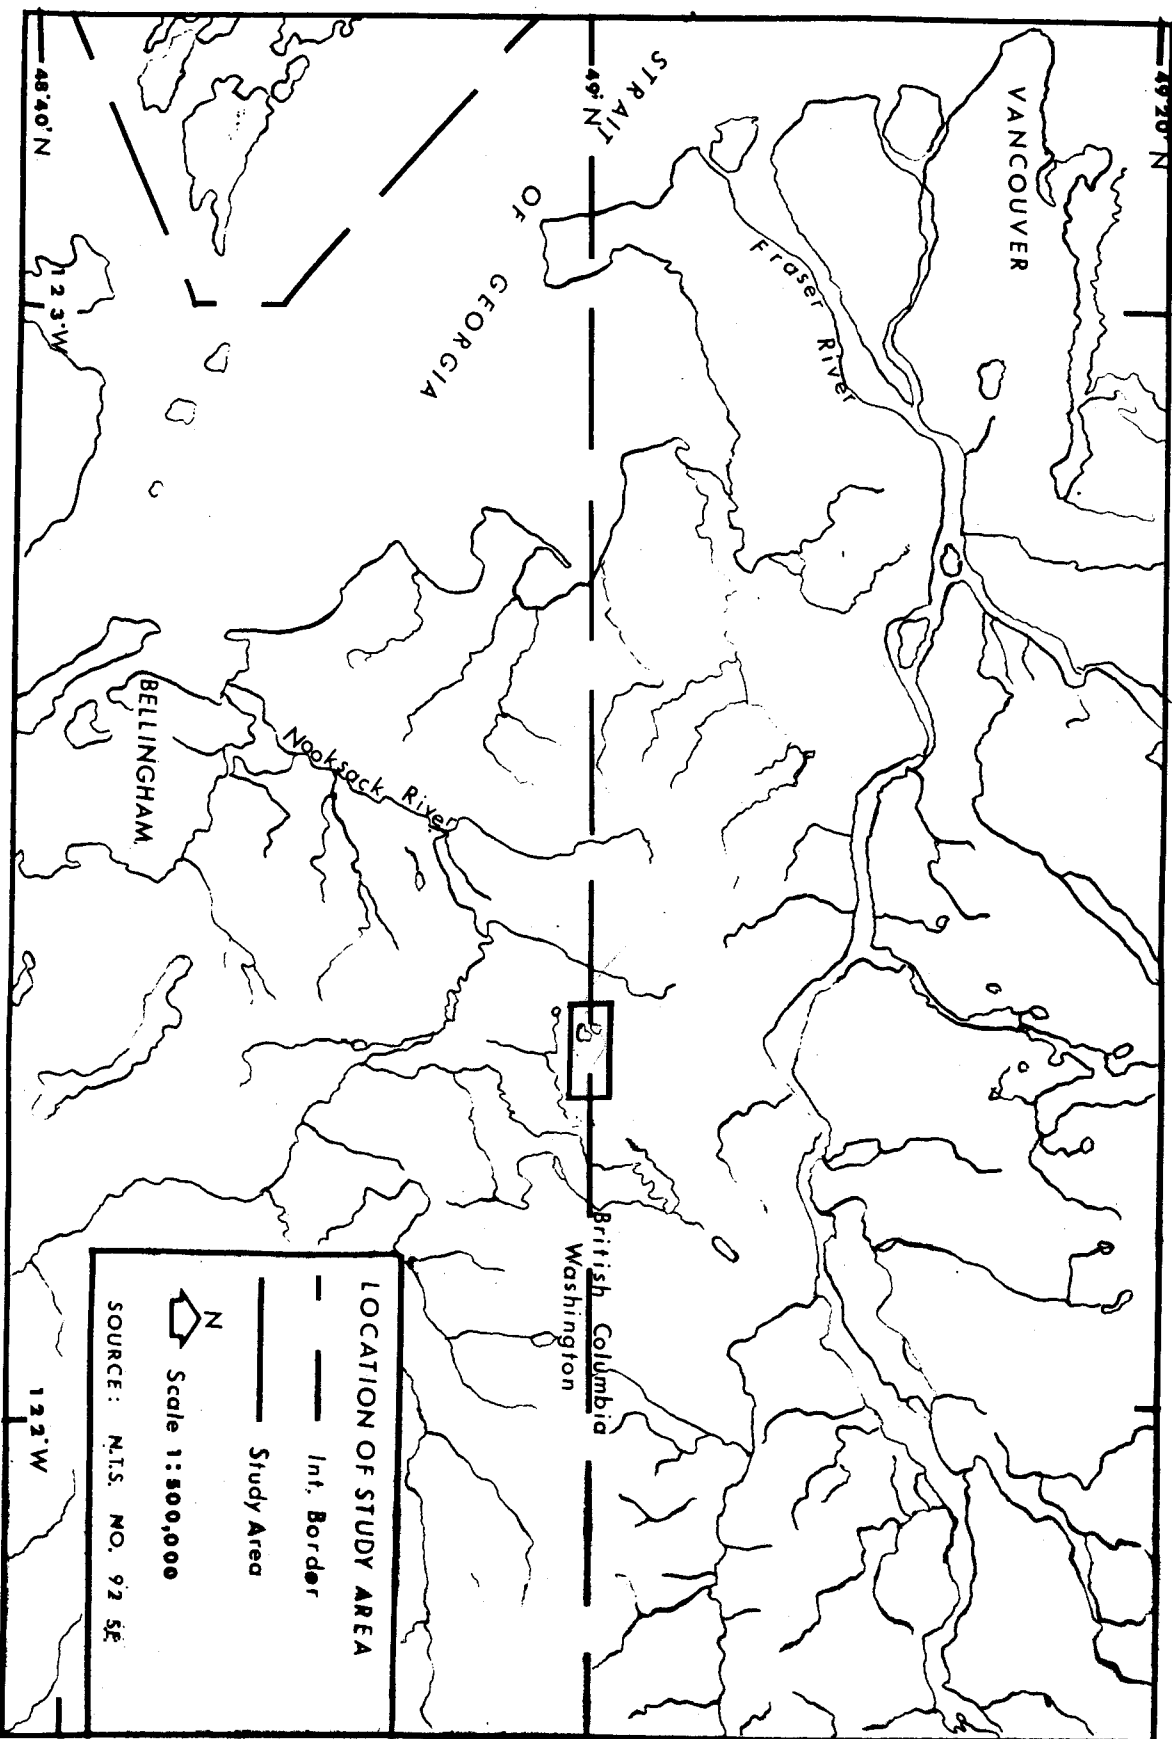 49°20' N
VANCOUVER
Fraser River
49° N
STRAIT
OF
GEORGIA
British Columbia
Washington
Nooksack River
BELLINGHAM
48°40' N
123°W
122°W
LOCATION OF STUDY AREA
Int. Border
Study Area
N
Scale 1:500,000
SOURCE: N.T.S. NO. 92 SE